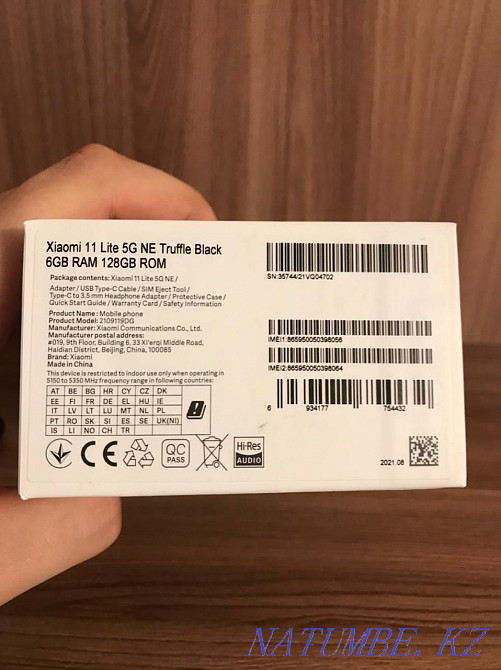 Xiaomi 11 Lite 5G NE Truffle Black
6GB RAM 128GB ROM
Package contents: Xiaomi 11 Lite 5G NE /
Adapter / USB Type-C Cable / SIM Eject Tool /
Type-C to 3.5 mm Headphone Adapter / Protective Case /
Quick Start Guide / Warranty Card / Safety Information
Product Name: Mobile phone
Product Model: 2109119DG
Manufacturer: Xiaomi Communications Co., Ltd.
Manufacturer postal address:
#019, 9th Floor, Building 6, 33 Xi'erqi Middle Road,
Haidian District, Beijing, China, 100085
Brand: Xiaomi
Made in China
This device is restricted to indoor use only when operating in
5150 to 5350 MHz frequency range in following countries:
AT BE BG HR CY CZ DK
EE FI FR DE EL HU IE
IT LV LT LU MT NL PL
PT RO SK SI ES SE UK(NI)
IS LI NO CH TR
CE
QC
PASS
Hi-Res
AUDIO
SN:35744/21VQ04702
IMEI1:865950050398056
IMEI2:865950050398064
6 934177 754432
2021.08
NATUMBE.KZ